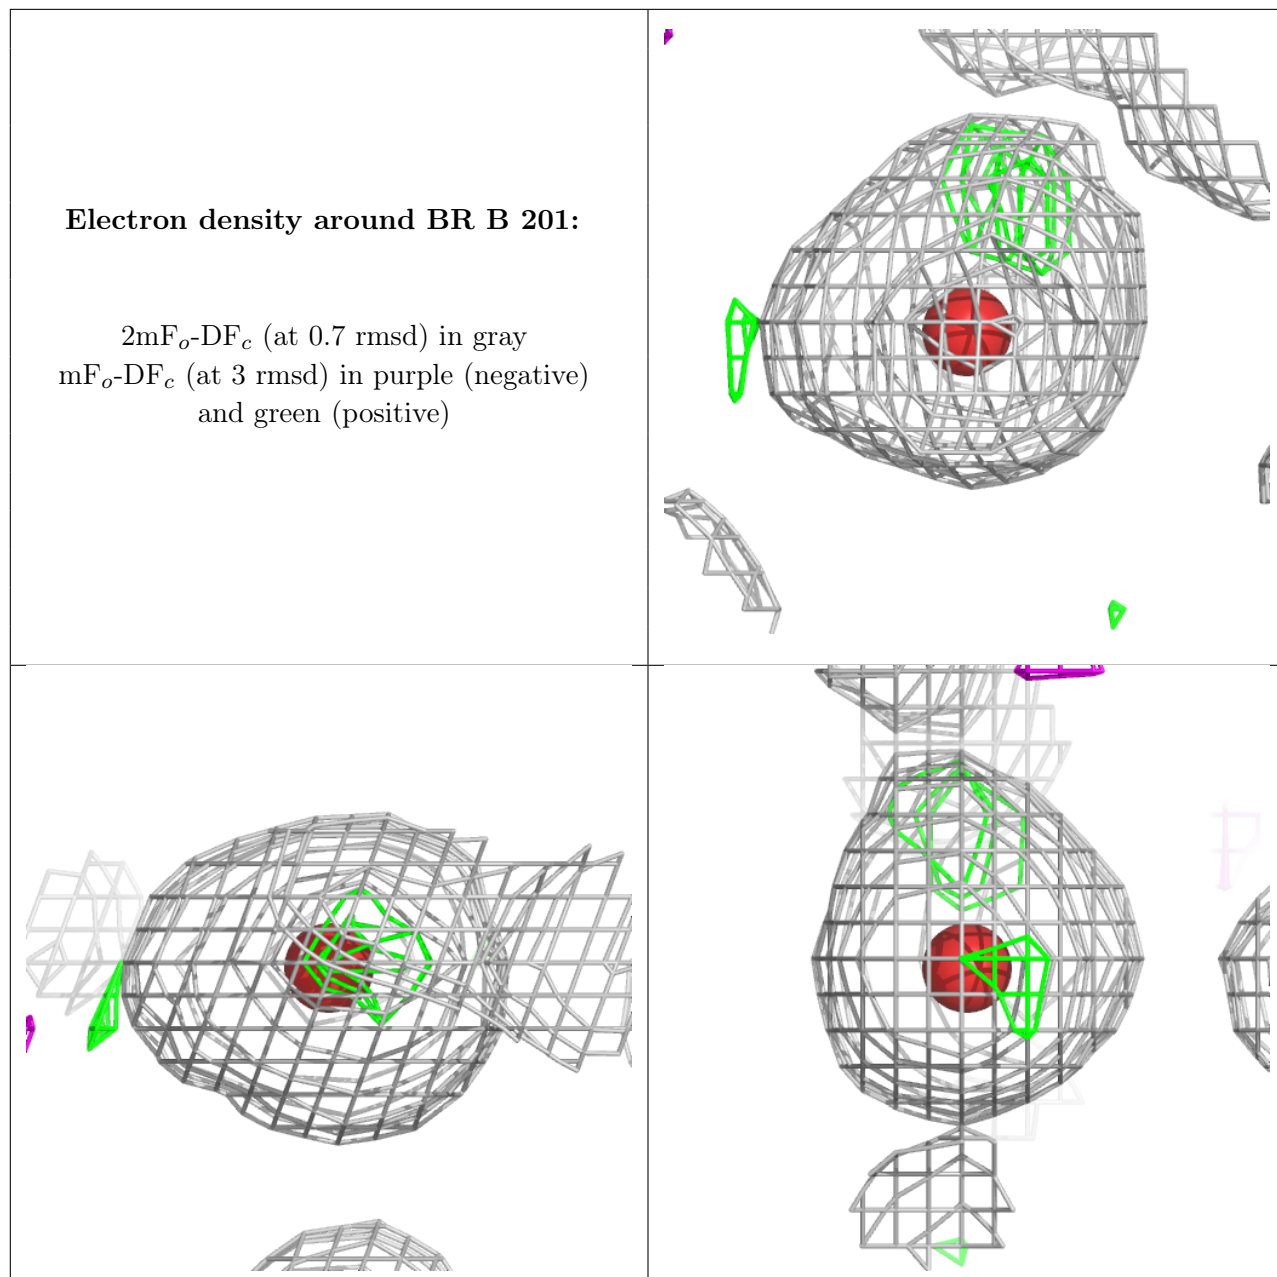 Electron density around BR B 201:
2mFo-DFc (at 0.7 rmsd) in gray
mFo-DFc (at 3 rmsd) in purple (negative)
and green (positive)